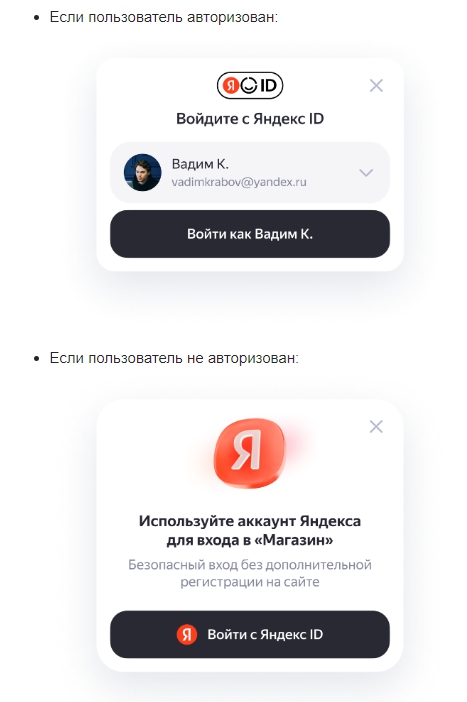 Если пользователь авторизован:
Я ID
Войдите с Яндекс ID
Вадим К.
vadimkrabov@yandex.ru
Войти как Вадим К.
Если пользователь не авторизован:
Я
Используйте аккаунт Яндекса
для входа в «Магазин»
Безопасный вход без дополнительной
регистрации на сайте
Я Войти с Яндекс ID